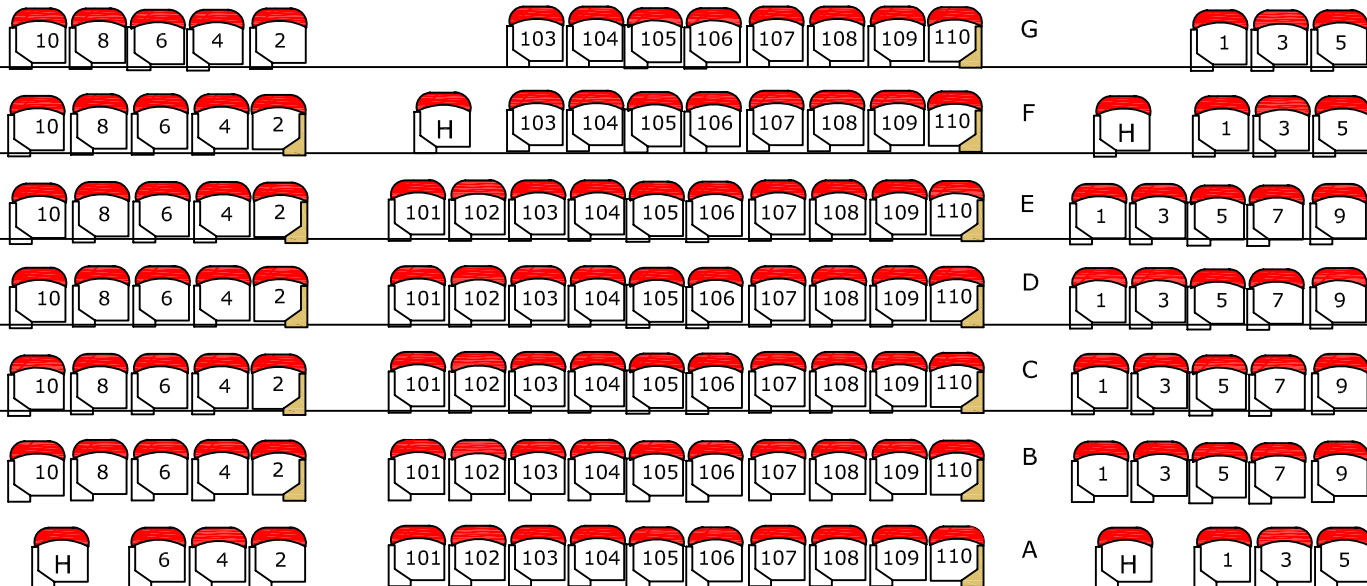 10 8 6 4 2 103 104 105 106 107 108 109 110 G 1 3 5
10 8 6 4 2 H 103 104 105 106 107 108 109 110 F H 1 3 5
10 8 6 4 2 101 102 103 104 105 106 107 108 109 110 E 1 3 5 7 9
10 8 6 4 2 101 102 103 104 105 106 107 108 109 110 D 1 3 5 7 9
10 8 6 4 2 101 102 103 104 105 106 107 108 109 110 C 1 3 5 7 9
10 8 6 4 2 101 102 103 104 105 106 107 108 109 110 B 1 3 5 7 9
H 6 4 2 101 102 103 104 105 106 107 108 109 110 A H 1 3 5